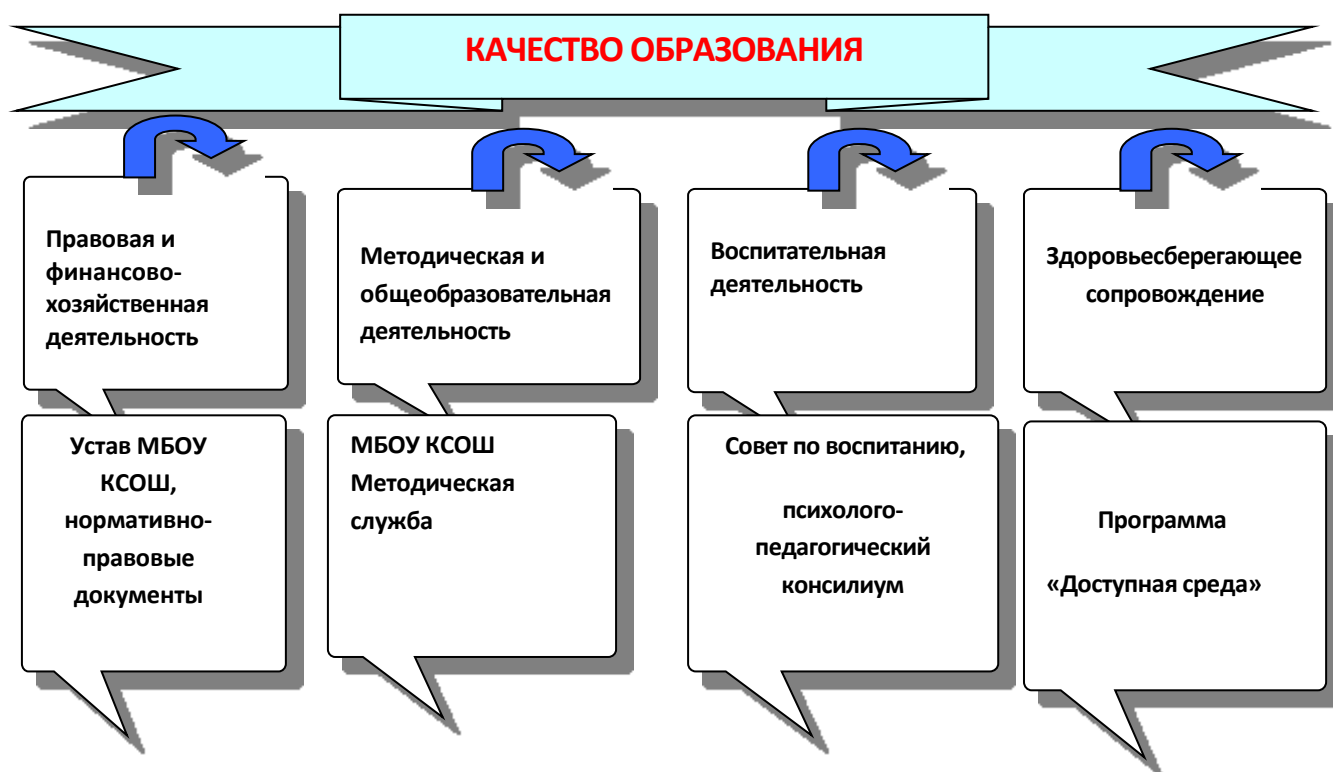 КАЧЕСТВО ОБРАЗОВАНИЯ
Правовая и
финансово-
хозяйственная
деятельность
Методическая и
общеобразовательная
деятельность
Воспитательная
деятельность
Здоровьесберегающее
сопровождение
Устав МБОУ
КСОШ,
нормативно-
правовые
документы
МБОУ КСОШ
Методическая
служба
Совет по воспитанию,
психолого-
педагогический
консилиум
Программа
«Доступная среда»